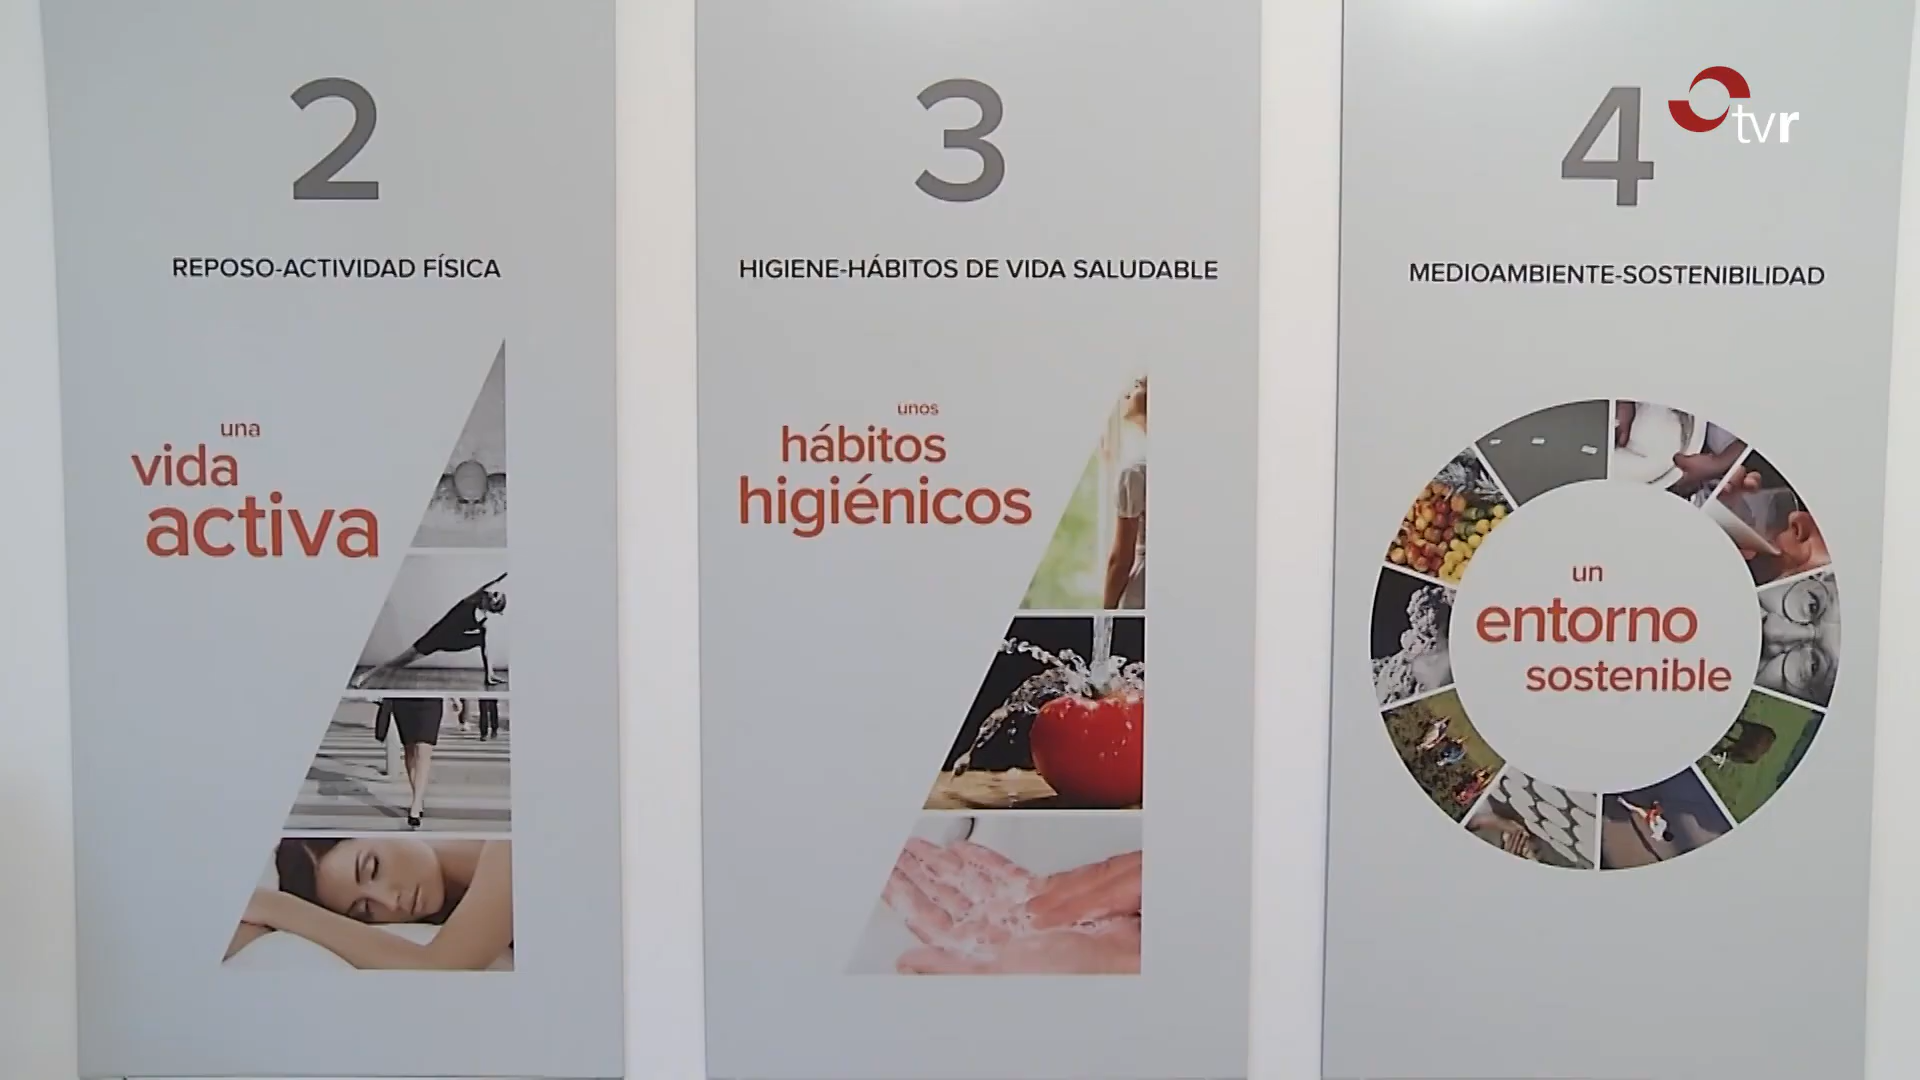 2
REPOSO-ACTIVIDAD FÍSICA
una
vida
activa
3
HIGIENE-HÁBITOS DE VIDA SALUDABLE
unos
hábitos
higiénicos
4
MEDIOAMBIENTE-SOSTENIBILIDAD
un
entorno
sostenible
tvr